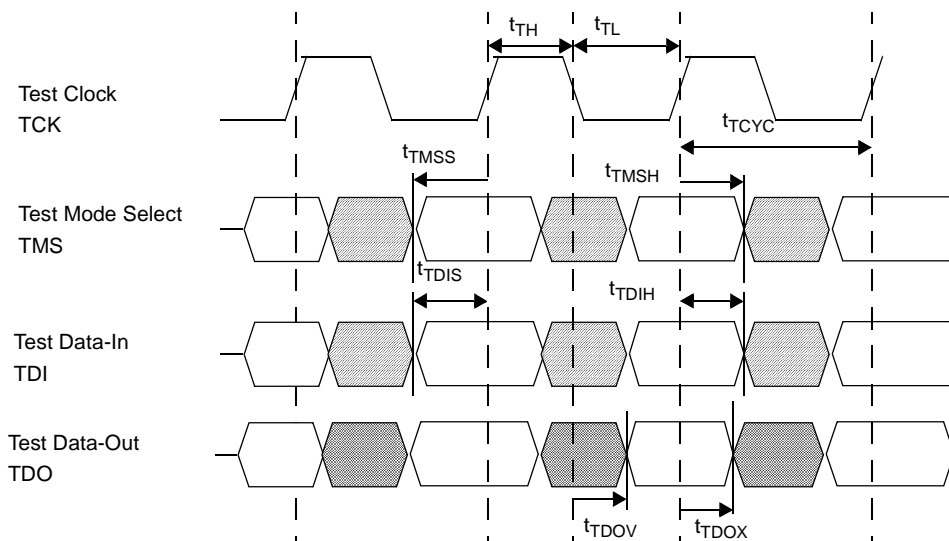 tTH
tTL
Test Clock
TCK
tTCYC
tTMSS
tTMSH
Test Mode Select
TMS
tTDIS
tTDIH
Test Data-In
TDI
Test Data-Out
TDO
tTDOV
tTDOX